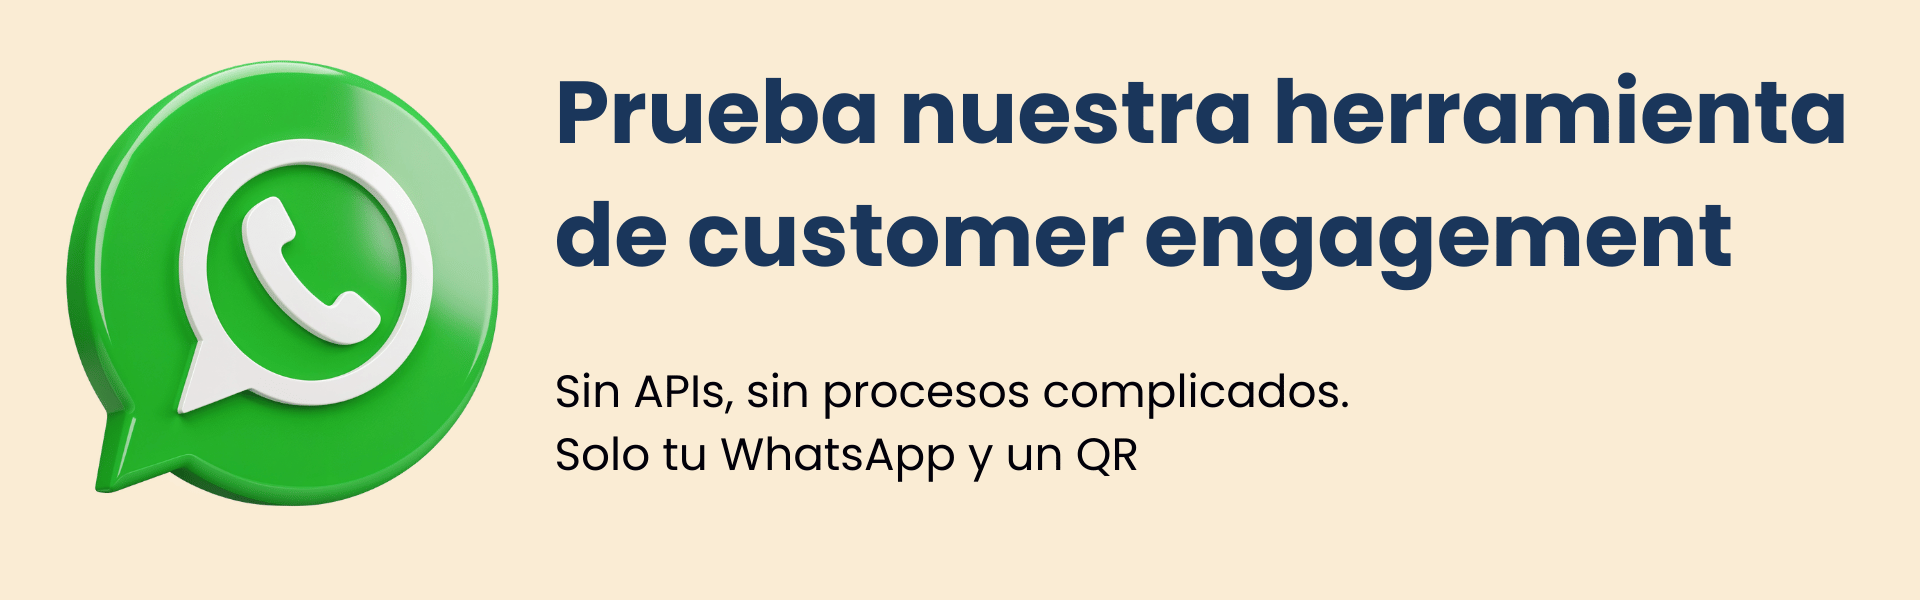 Prueba nuestra herramienta
de customer engagement
Sin APIs, sin procesos complicados.
Solo tu WhatsApp y un QR